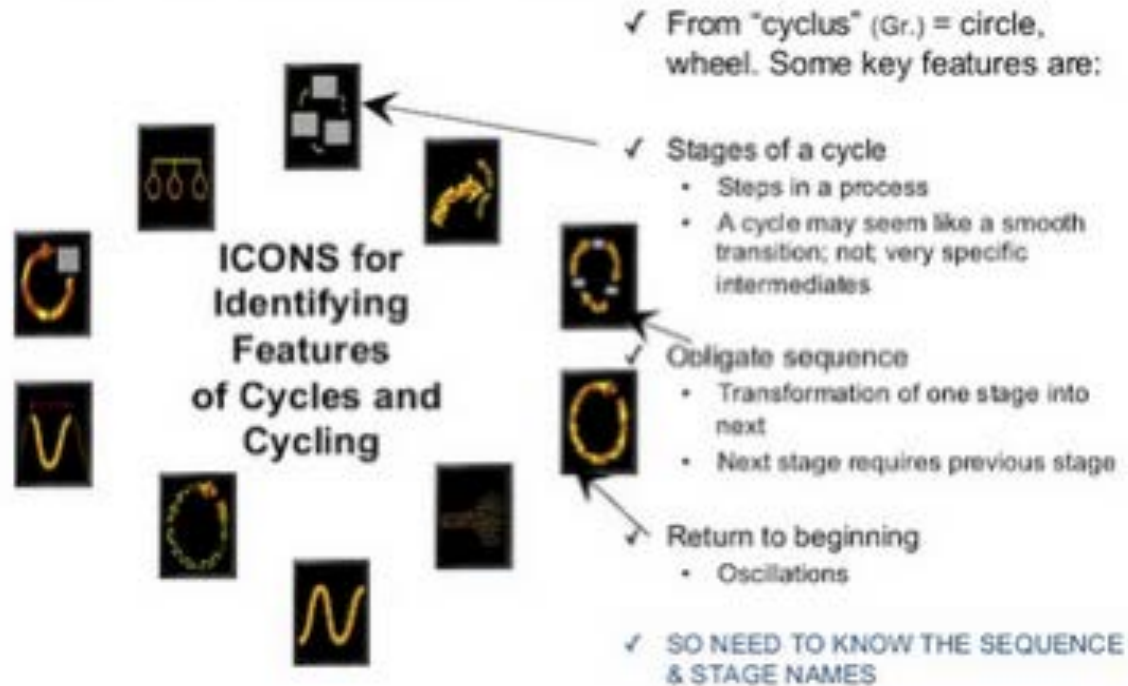 ✓ From "cyclus" (Gr.) = circle,
wheel. Some key features are:
✓ Stages of a cycle
• Steps in a process
• A cycle may seem like a smooth
transition; not; very specific
intermediates
✓ Obligate sequence
• Transformation of one stage into
next
• Next stage requires previous stage
✓ Return to beginning
• Oscillations
✓ SO NEED TO KNOW THE SEQUENCE
& STAGE NAMES
ICONS for
Identifying
Features
of Cycles and
Cycling